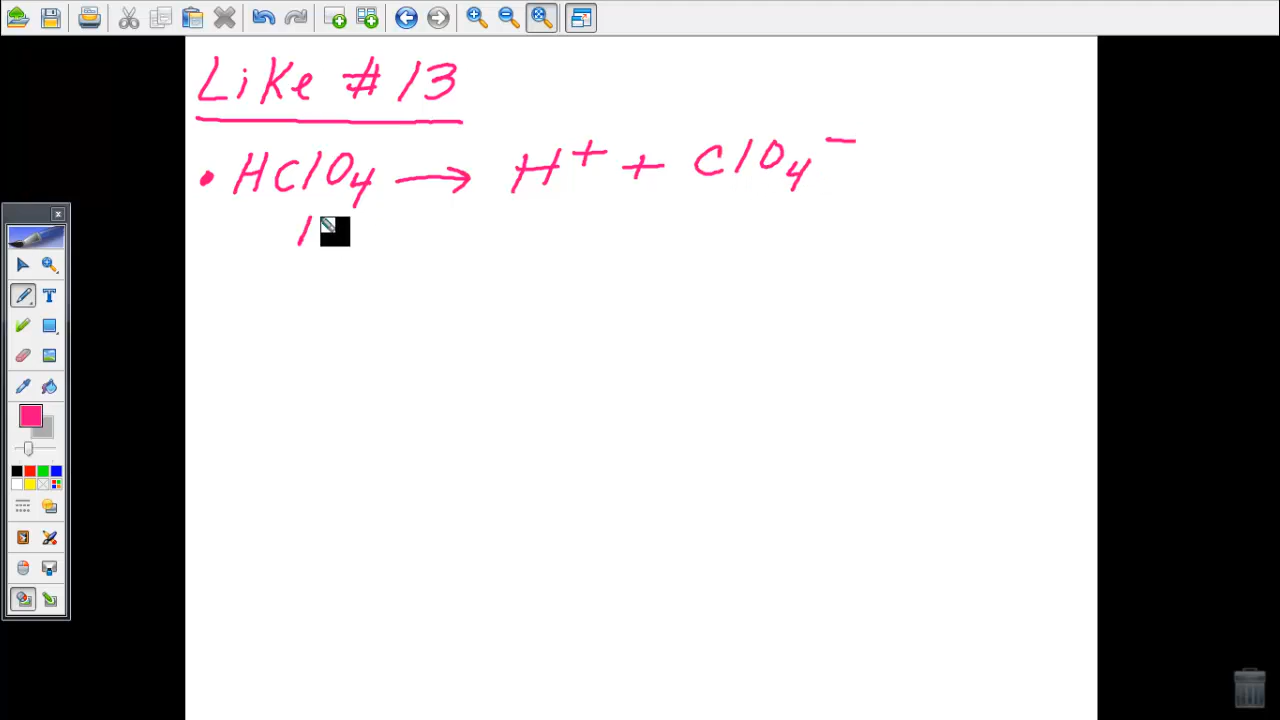 Like #13
• HClO₄ → H⁺ + ClO₄⁻
1